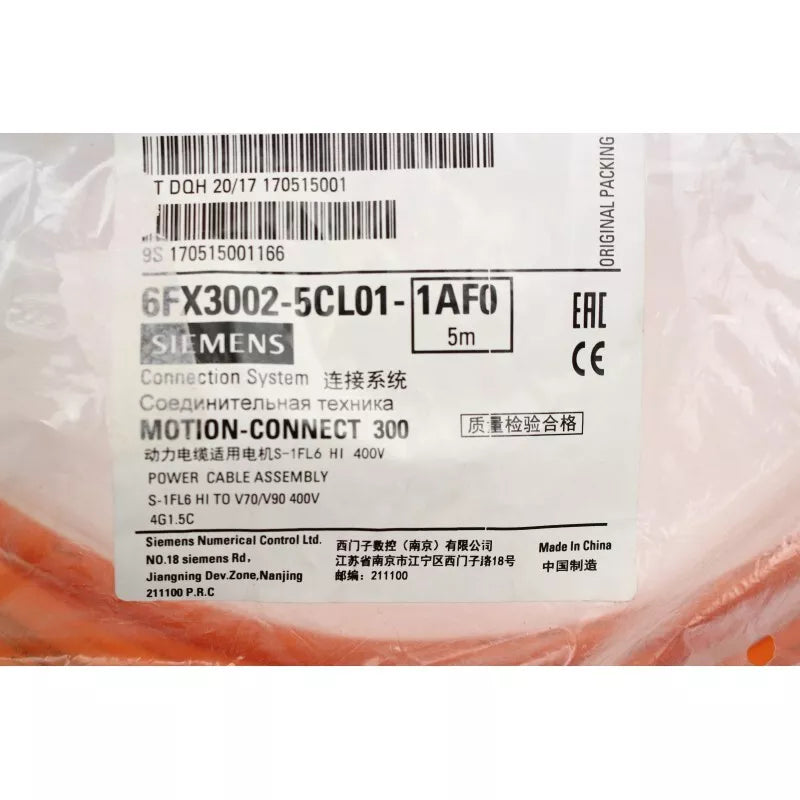 T DQH 20/17 170515001
9S 170515001166
ORIGINAL PACKING
6FX3002-5CL01-1AF0
5m
EAC
SIEMENS
CE
Connection System 连接系统
Соединительная техника
MOTION-CONNECT 300
质量检验合格
动力电缆适用电机S-1FL6 HI 400V
POWER CABLE ASSEMBLY
S-1FL6 HI TO V70/V90 400V
4G1.5C
Siemens Numerical Control Ltd.
NO.18 siemens Rd,
Jiangning Dev.Zone,Nanjing
211100 P.R.C
西门子数控（南京）有限公司
江苏省南京市江宁区西门子路18号
邮编：211100
Made In China
中国制造